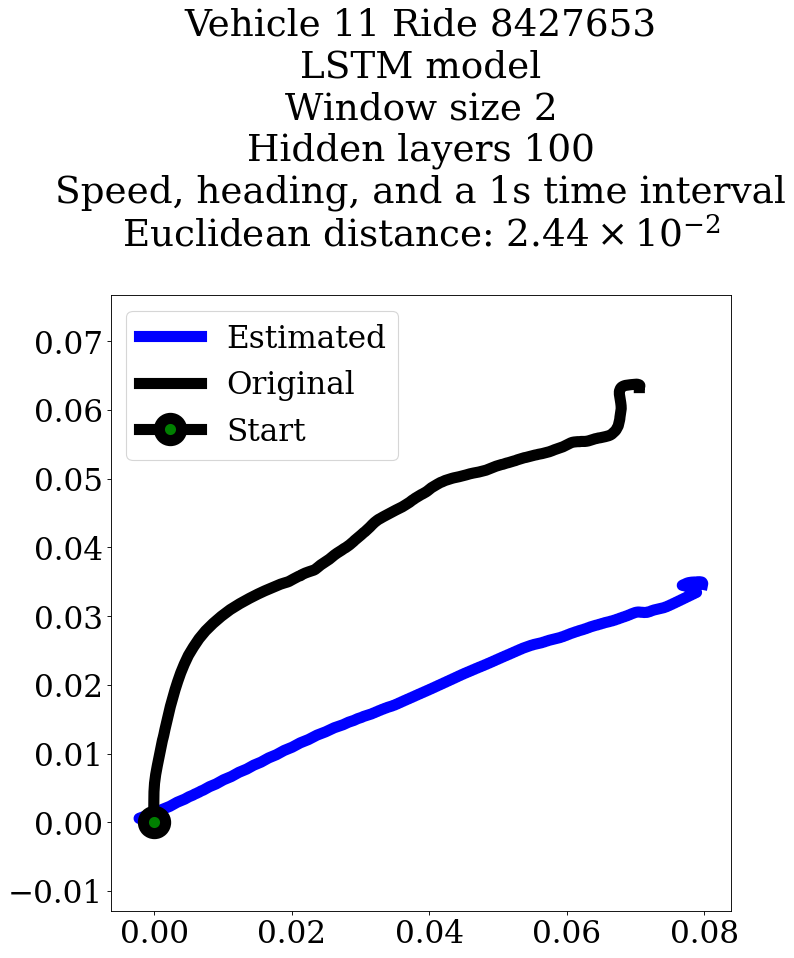 Vehicle 11 Ride 8427653
LSTM model
Window size 2
Hidden layers 100
Speed, heading, and a 1s time interval
Euclidean distance: 2.44 × 10⁻²
Estimated
Original
Start
0.07
0.06
0.05
0.04
0.03
0.02
0.01
0.00
−0.01
0.00 0.02 0.04 0.06 0.08